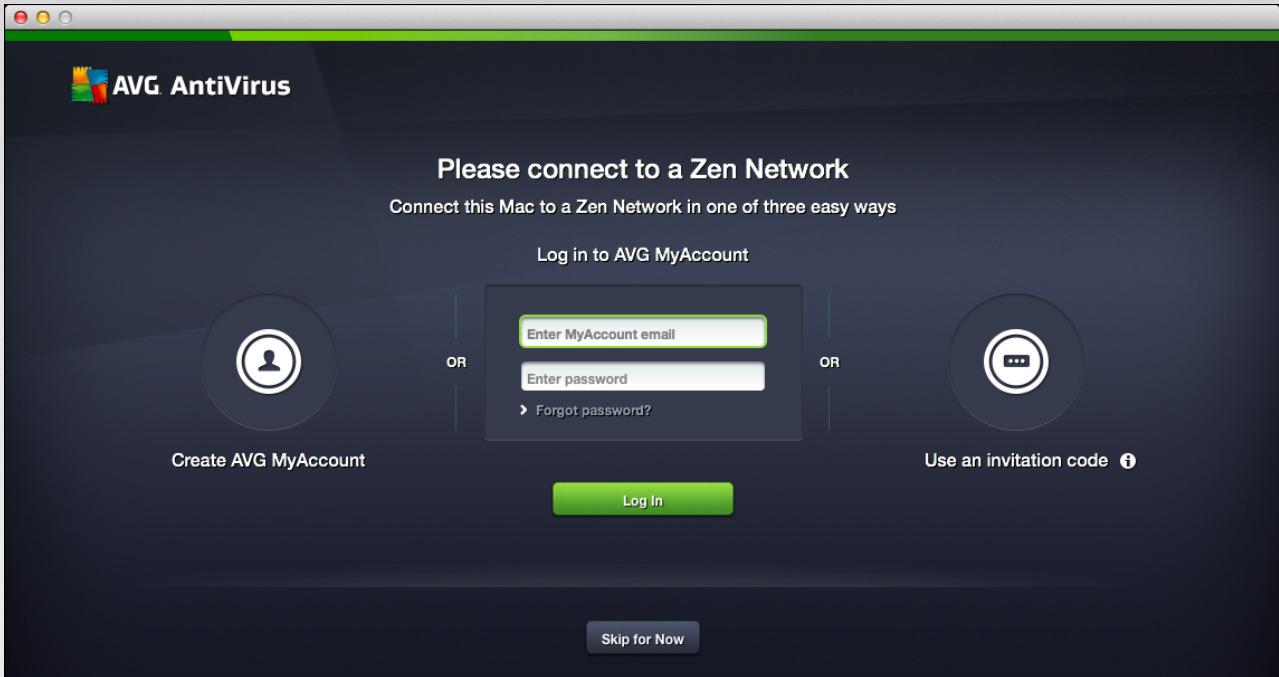 AVG. AntiVirus
Please connect to a Zen Network
Connect this Mac to a Zen Network in one of three easy ways
Log in to AVG MyAccount
Enter MyAccount email
OR
OR
Enter password
Forgot password?
Create AVG MyAccount
Use an invitation code
Log In
Skip for Now